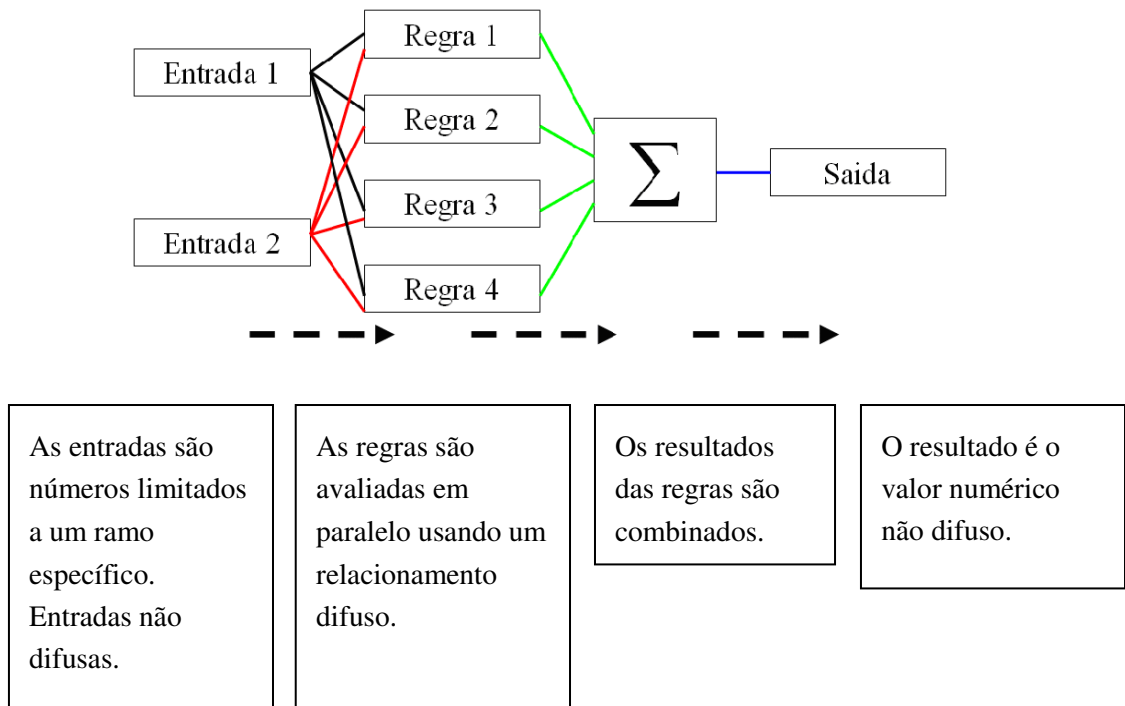 Entrada 1
Entrada 2
Regra 1
Regra 2
Regra 3
Regra 4
Σ
Saida
As entradas são
números limitados
a um ramo
específico.
Entradas não
difusas.
As regras são
avaliadas em
paralelo usando um
relacionamento
difuso.
Os resultados
das regras são
combinados.
O resultado é o
valor numérico
não difuso.